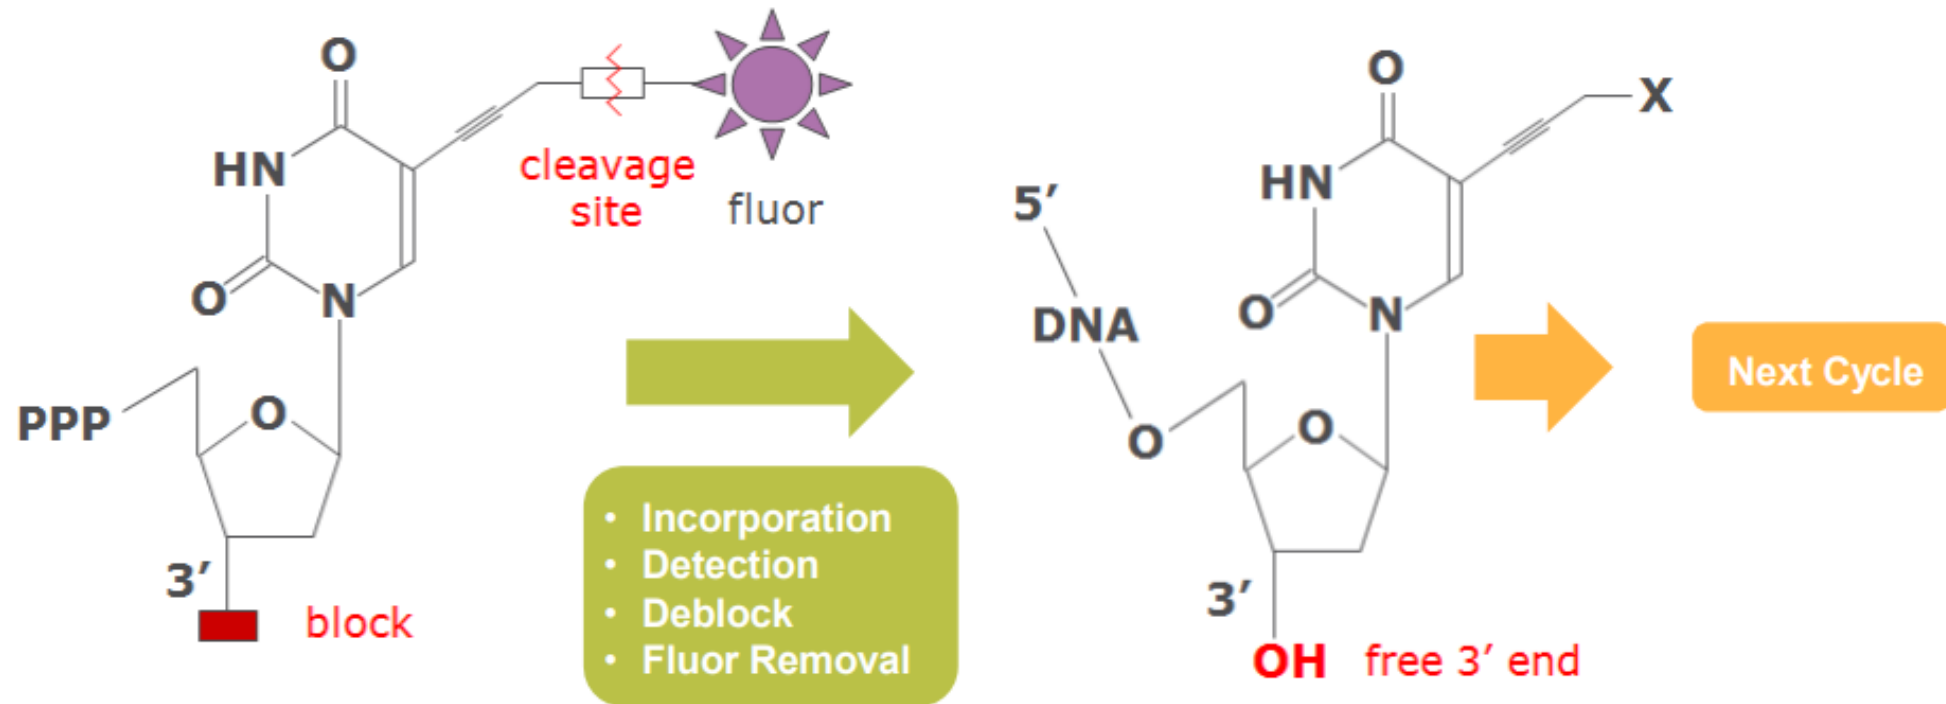 O
HN
O
N
PPP
O
3′
block
cleavage
site
fluor
• Incorporation
• Detection
• Deblock
• Fluor Removal
5′
DNA
O
O
HN
O
N
X
O
3′
OH
free 3′ end
Next Cycle